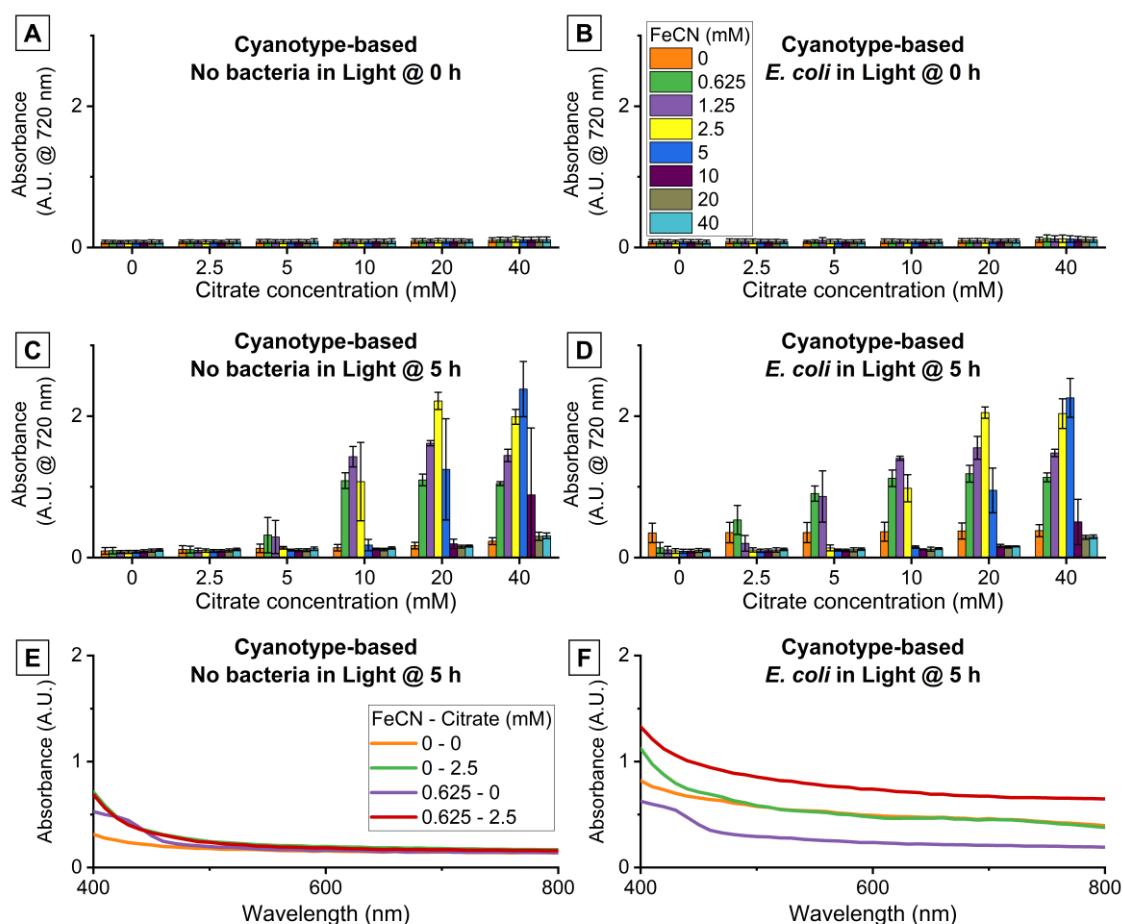 A
Cyanotype-based
No bacteria in Light @ 0 h
Absorbance
(A.U. @ 720 nm)
2
0
0 2.5 5 10 20 40
Citrate concentration (mM)
B
Cyanotype-based
E. coli in Light @ 0 h
FeCN (mM)
0
0.625
1.25
2.5
5
10
20
40
Absorbance
(A.U. @ 720 nm)
2
0
0 2.5 5 10 20 40
Citrate concentration (mM)
C
Cyanotype-based
No bacteria in Light @ 5 h
Absorbance
(A.U. @ 720 nm)
2
0
0 2.5 5 10 20 40
Citrate concentration (mM)
D
Cyanotype-based
E. coli in Light @ 5 h
Absorbance
(A.U. @ 720 nm)
2
0
0 2.5 5 10 20 40
Citrate concentration (mM)
E
Cyanotype-based
No bacteria in Light @ 5 h
Absorbance (A.U.)
2
1
0
FeCN - Citrate (mM)
0 - 0
0 - 2.5
0.625 - 0
0.625 - 2.5
400 600 800
Wavelength (nm)
F
Cyanotype-based
E. coli in Light @ 5 h
Absorbance (A.U.)
2
1
0
400 600 800
Wavelength (nm)